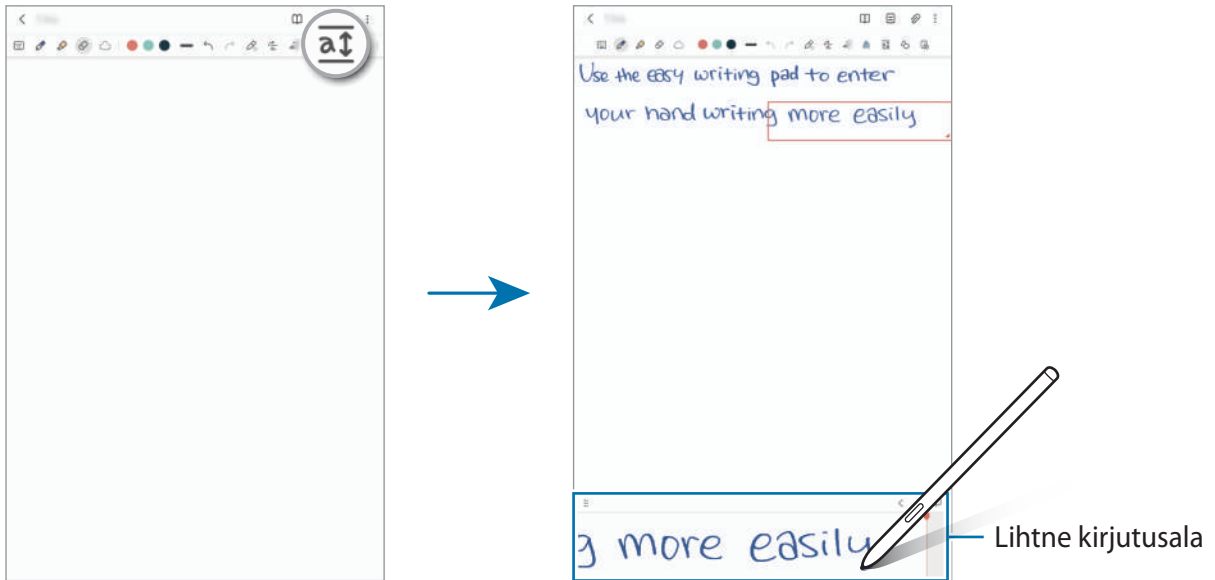 a
Use the easy writing pad to enter
your hand writing more easily
g more easily
Lihtne kirjutusala